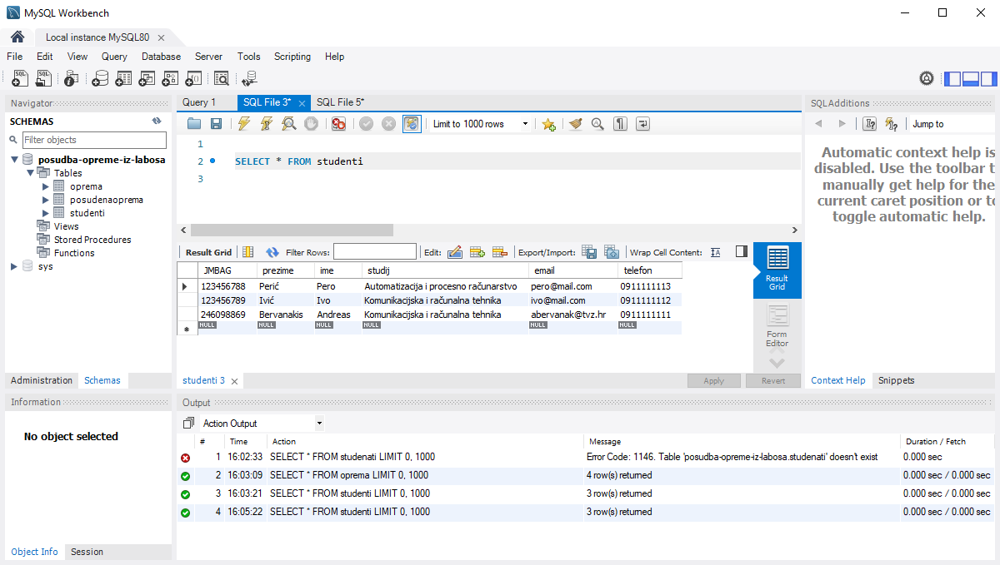 MySQL Workbench
Local instance MySQL80
File Edit View Query Database Server Tools Scripting Help
Navigator
SCHEMAS
Filter objects
posudba-opreme-iz-labosa
Tables
oprema
posudenaoprema
studenti
Views
Stored Procedures
Functions
sys
Administration Schemas
Information
No object selected
Object Info Session
Query 1 SQL File 3* SQL File 5*
Limit to 1000 rows
1
2 SELECT * FROM studenti
3
Result Grid Filter Rows: Edit: Export/Import: Wrap Cell Content:
JMBAG prezime ime studij email telefon
123456788 Perić Pero Automatizacija i procesno računarstvo pero@mail.com 0911111113
123456789 Ivić Ivo Komunikacijska i računalna tehnika ivo@mail.com 0911111112
246098869 Bervanakis Andreas Komunikacijska i računalna tehnika abervanak@tvz.hr 0911111111
NULL NULL NULL NULL NULL NULL
Result
Grid
Form
Editor
studenti 3 Apply Revert
SQLAdditions
Jump to
Automatic context help is
disabled. Use the toolbar t
manually get help for the
current caret position or to
toggle automatic help.
Context Help Snippets
Output
Action Output
# Time Action Message Duration / Fetch
1 16:02:33 SELECT * FROM studenati LIMIT 0, 1000 Error Code: 1146. Table 'posudba-opreme-iz-labosa.studenati' doesn't exist 0.000 sec
2 16:03:09 SELECT * FROM oprema LIMIT 0, 1000 4 row(s) returned 0.000 sec / 0.000 sec
3 16:03:21 SELECT * FROM studenti LIMIT 0, 1000 3 row(s) returned 0.000 sec / 0.000 sec
4 16:05:22 SELECT * FROM studenti LIMIT 0, 1000 3 row(s) returned 0.000 sec / 0.000 sec